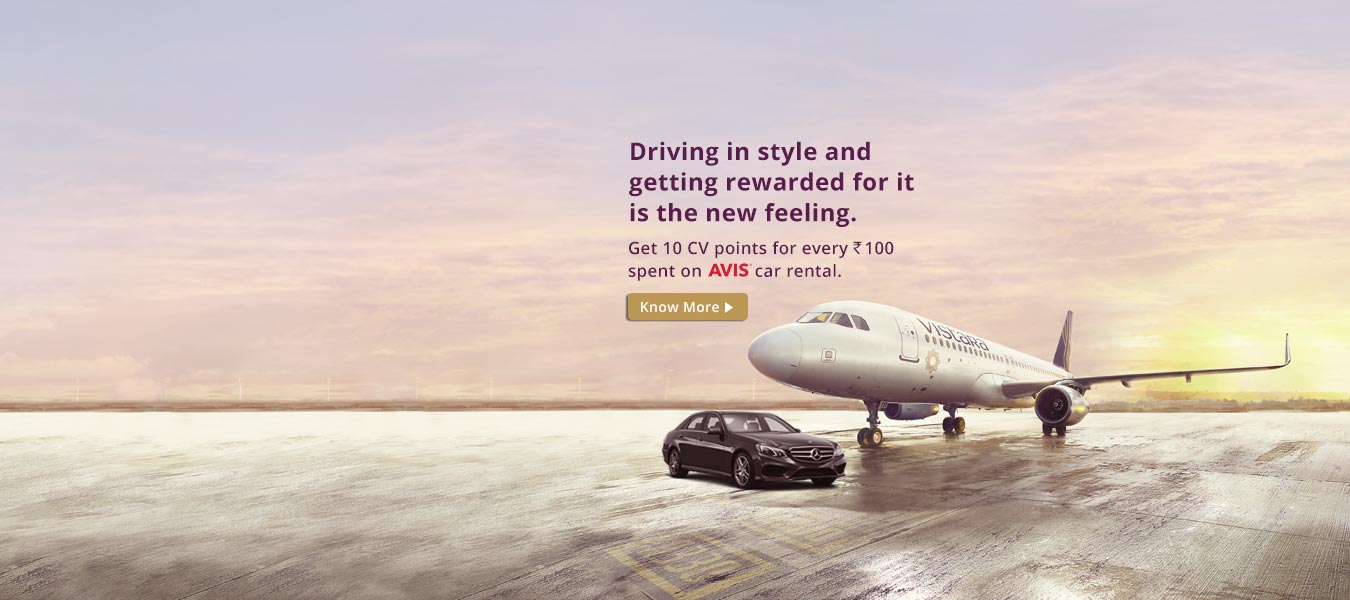 Driving in style and
getting rewarded for it
is the new feeling.
Get 10 CV points for every ₹100
spent on AVIS car rental.
Know More
VISTARA